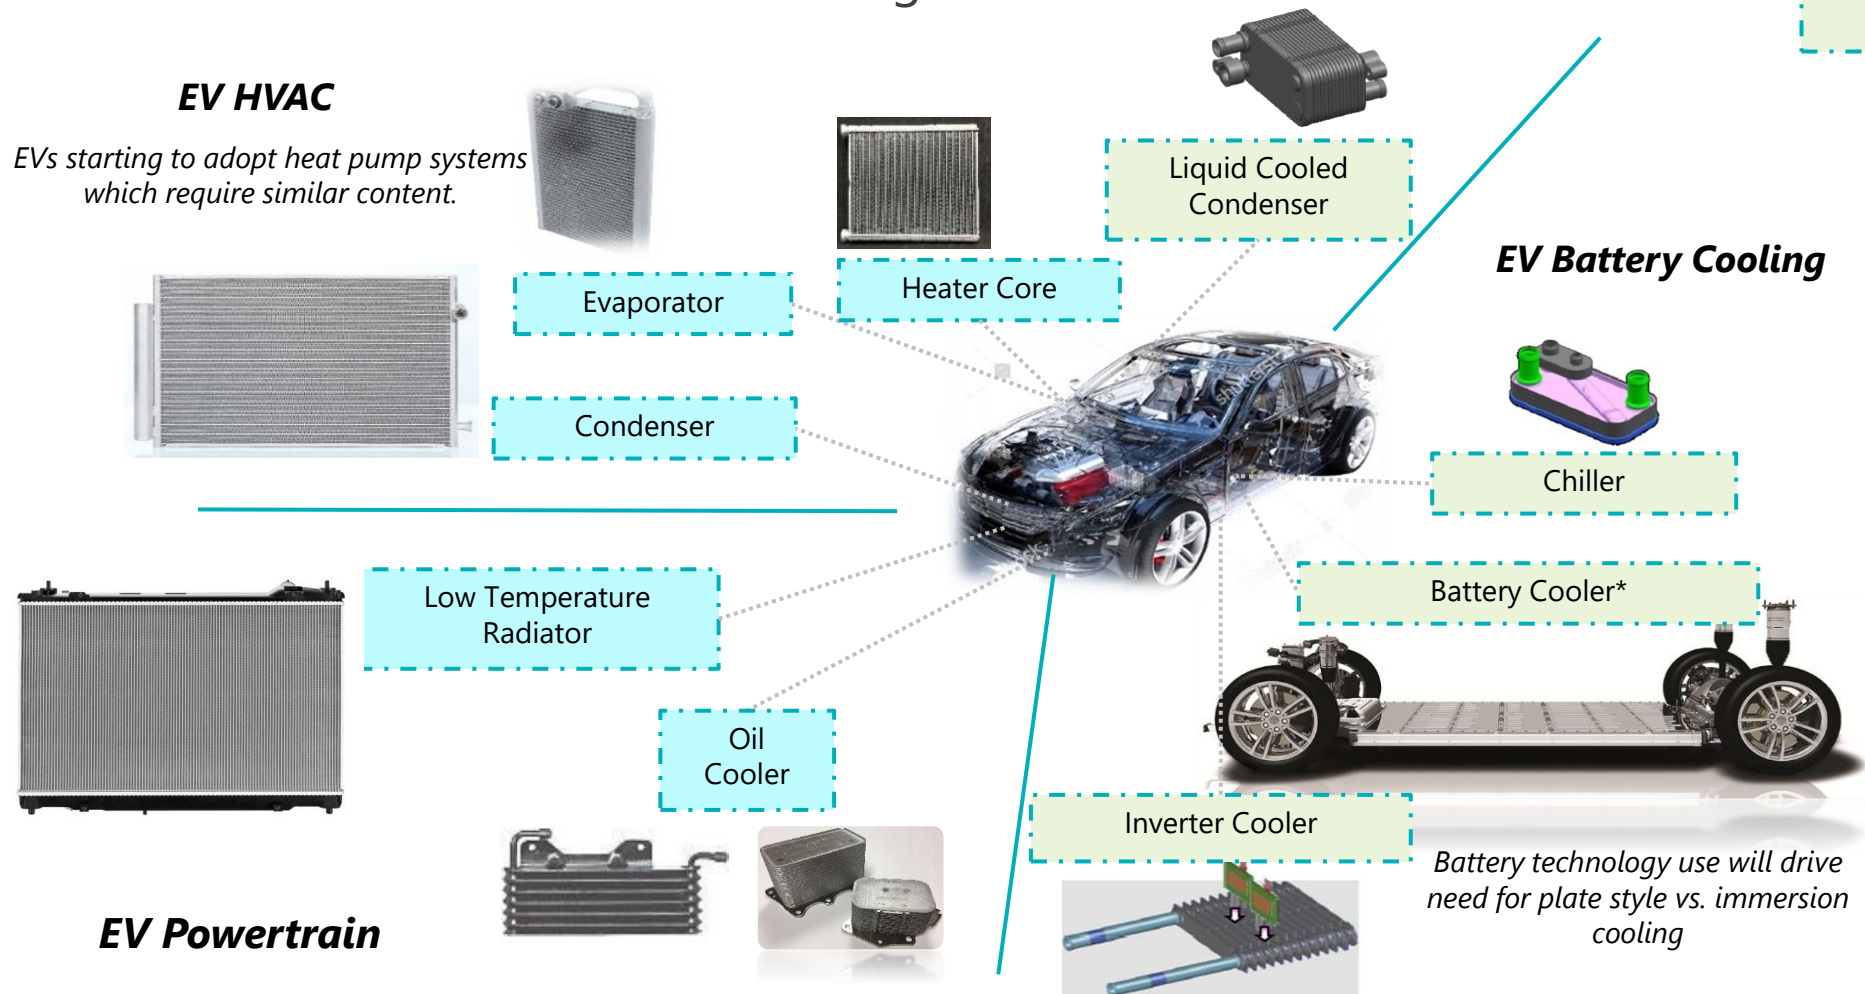 EV HVAC
EVs starting to adopt heat pump systems
which require similar content.
Evaporator
Heater Core
Liquid Cooled
Condenser
Condenser
EV Battery Cooling
Chiller
Battery Cooler*
Low Temperature
Radiator
Oil
Cooler
Inverter Cooler
EV Powertrain
Battery technology use will drive
need for plate style vs. immersion
cooling